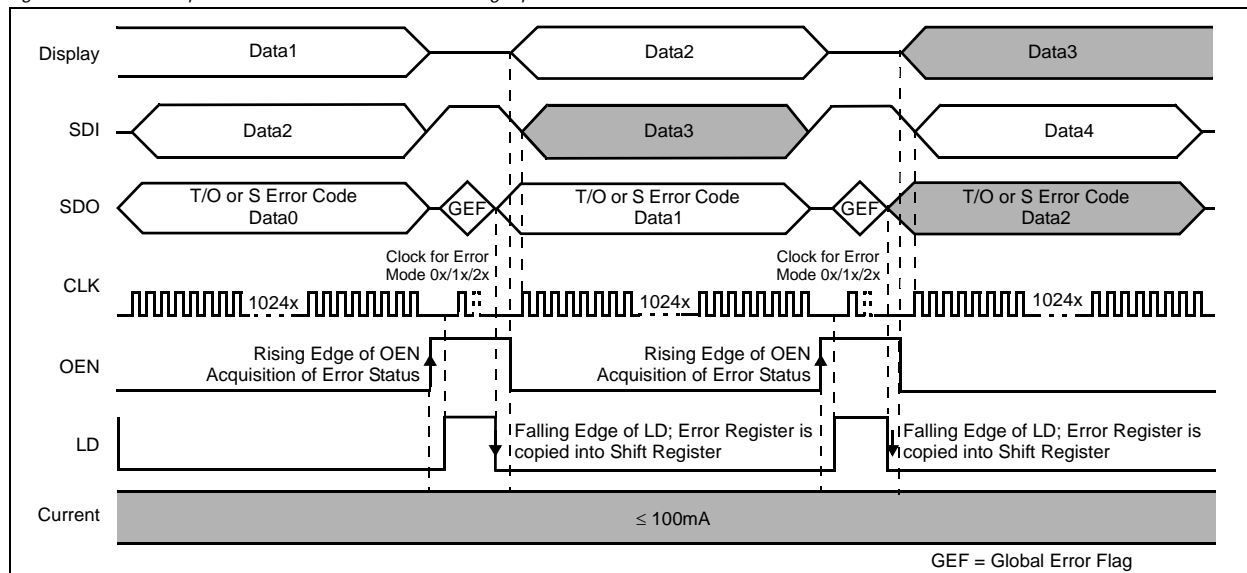 Display
Data1
Data2
Data3
SDI
Data2
Data3
Data4
SDO
T/O or S Error Code
Data0
GEF
T/O or S Error Code
Data1
GEF
T/O or S Error Code
Data2
Clock for Error
Mode 0x/1x/2x
Clock for Error
Mode 0x/1x/2x
CLK
1024x
1024x
1024x
OEN
Rising Edge of OEN
Acquisition of Error Status
Rising Edge of OEN
Acquisition of Error Status
LD
Falling Edge of LD; Error Register is
copied into Shift Register
Falling Edge of LD; Error Register is
copied into Shift Register
Current
≤ 100mA
GEF = Global Error Flag